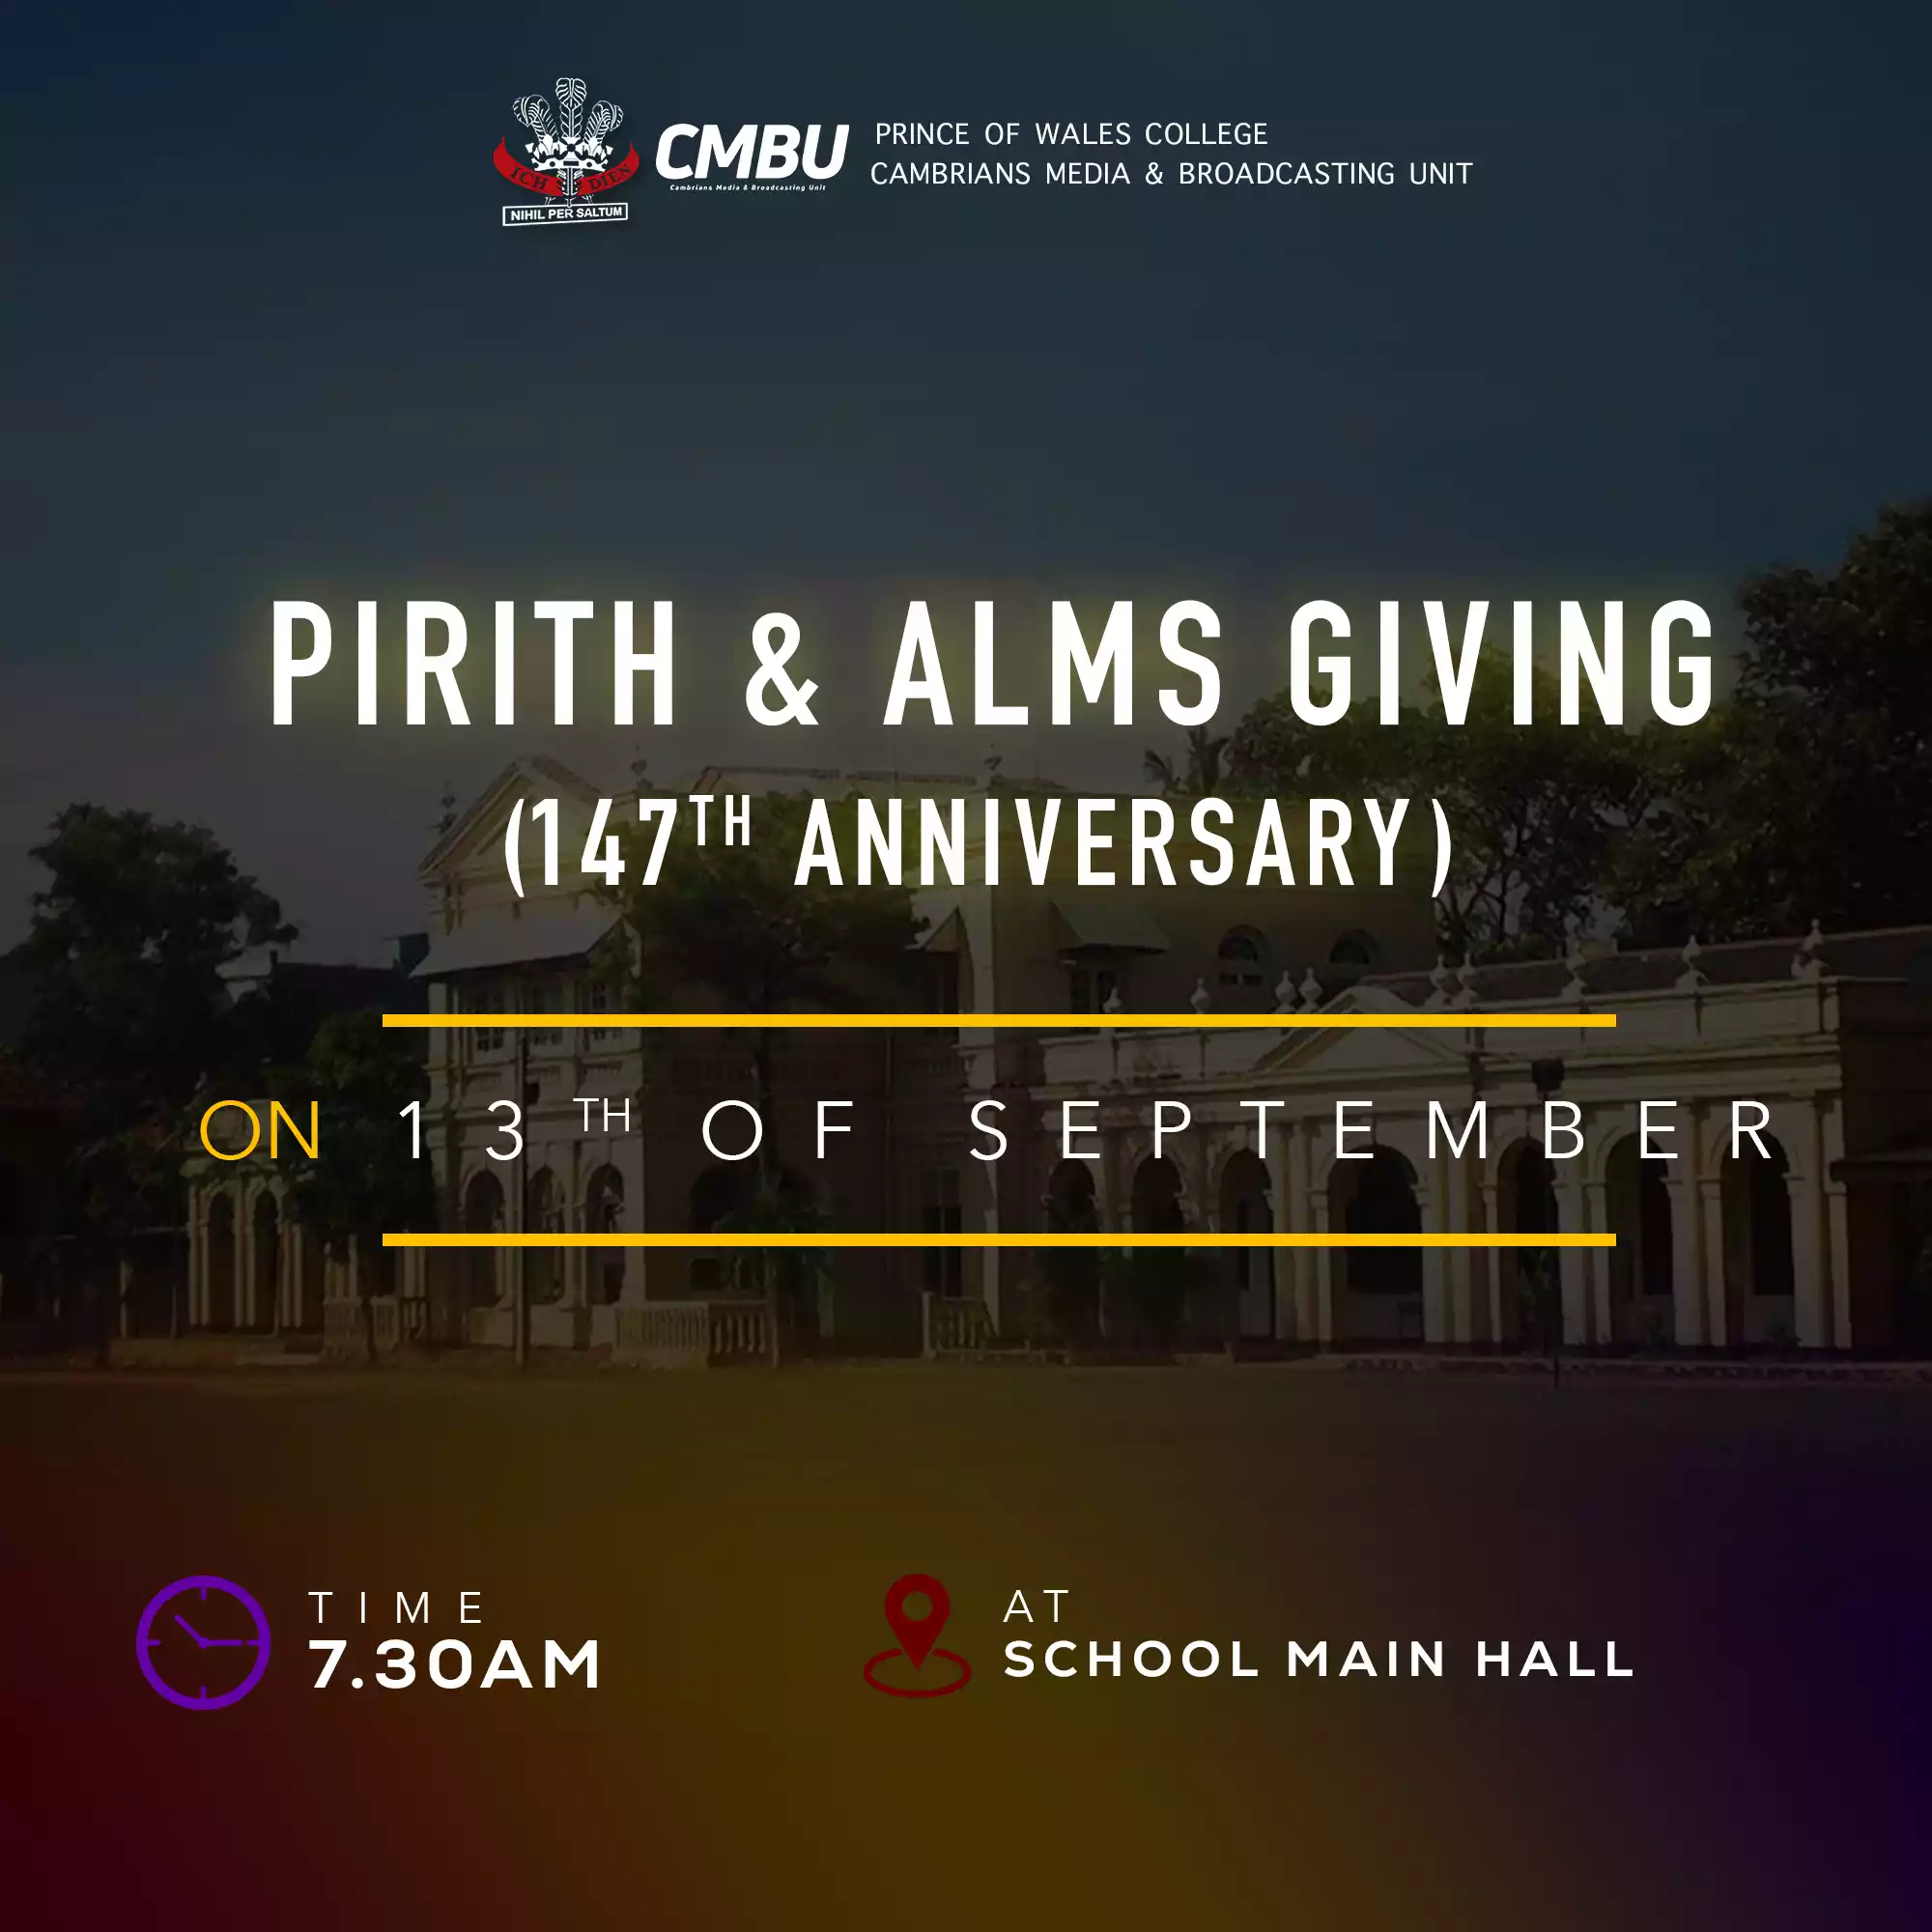 ICH DIEN
NIHIL PER SALTUM
CMBU
Cambrians Media & Broadcasting Unit
PRINCE OF WALES COLLEGE
CAMBRIANS MEDIA & BROADCASTING UNIT
PIRITH & ALMS GIVING
(147TH ANNIVERSARY)
ON 13TH OF SEPTEMBER
TIME
7.30AM
AT
SCHOOL MAIN HALL